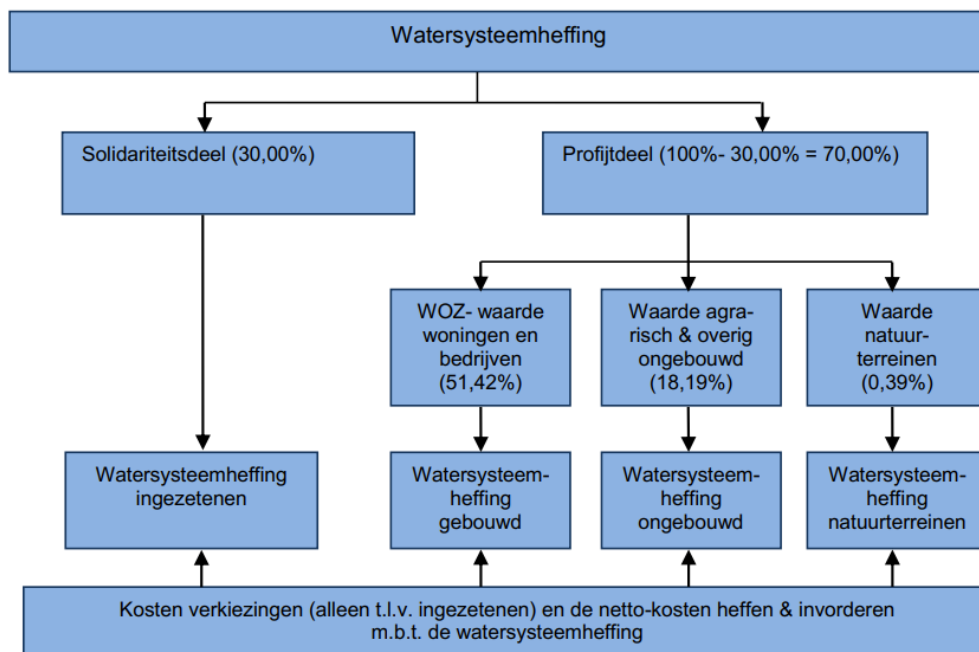 Watersysteemheffing
Solidariteitsdeel (30,00%)
Profijtdeel (100%- 30,00% = 70,00%)
WOZ- waarde
woningen en
bedrijven
(51,42%)
Waarde agra-
risch & overig
ongebouwd
(18,19%)
Waarde
natuur-
terreinen
(0,39%)
Watersysteemheffing
ingezetenen
Watersysteem-
heffing
gebouwd
Watersysteem-
heffing
ongebouwd
Watersysteem-
heffing
natuurterreinen
Kosten verkiezingen (alleen t.l.v. ingezetenen) en de netto-kosten heffen & invorderen
m.b.t. de watersysteemheffing